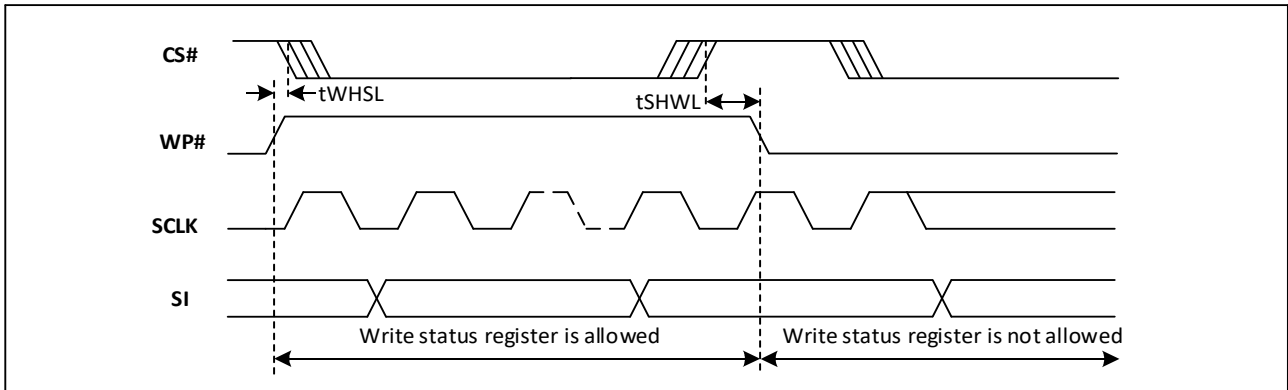 CS#
tWHSL
tSHWL
WP#
SCLK
SI
Write status register is allowed
Write status register is not allowed